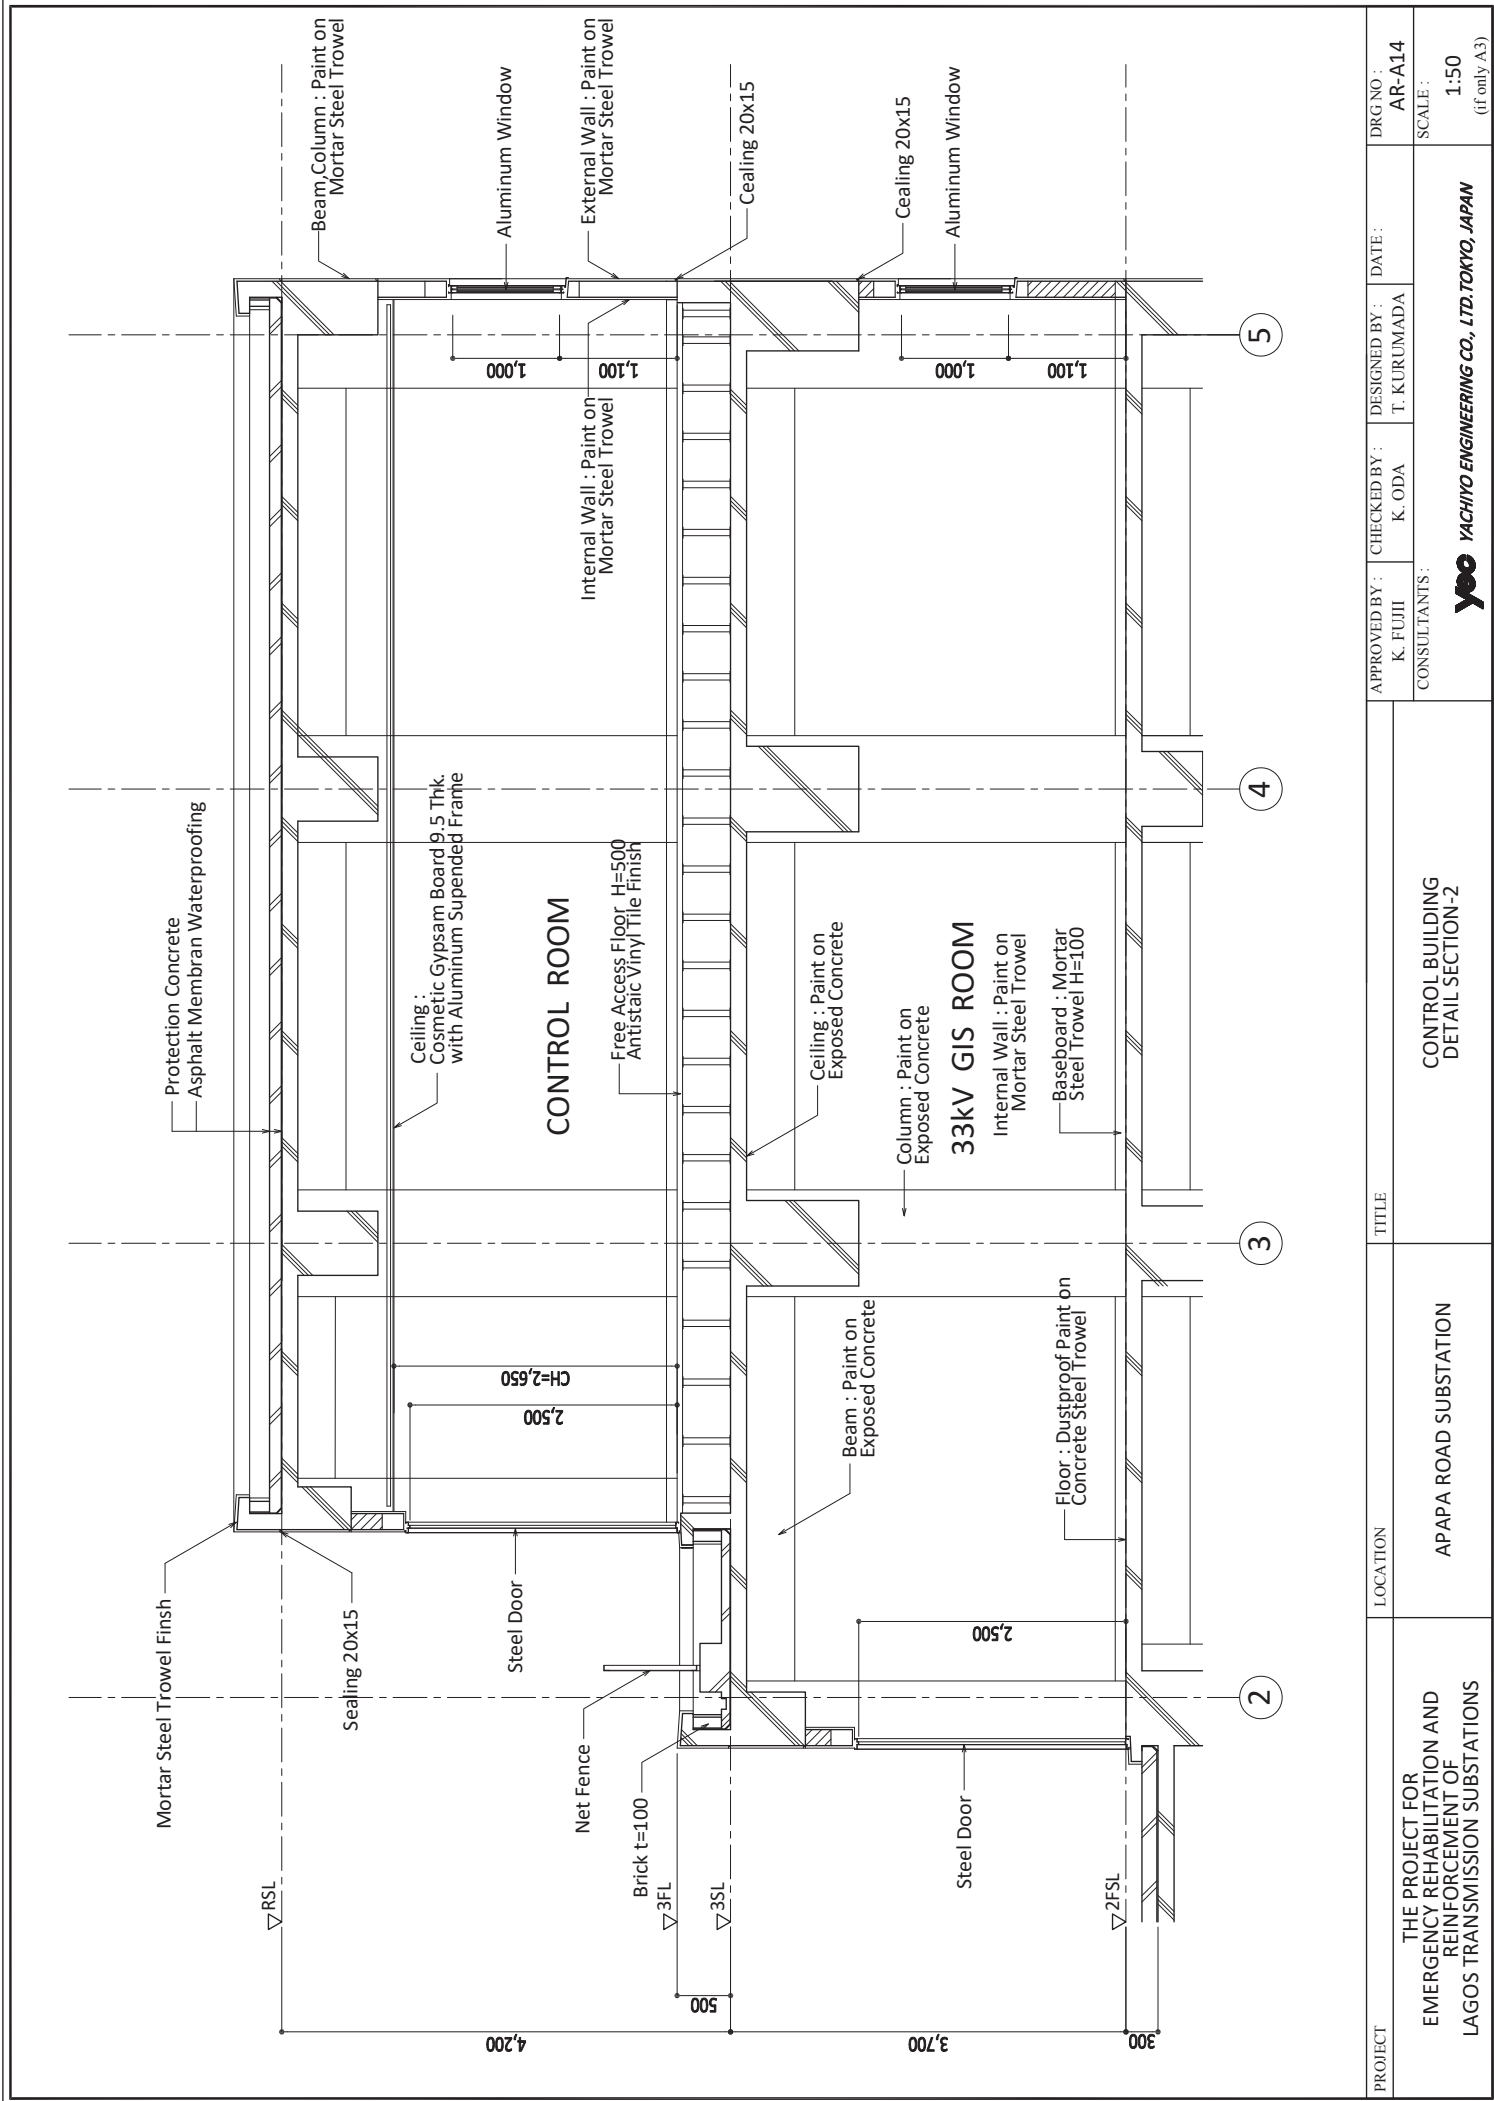 Mortar Steel Trowel Finsh
Sealing 20x15
Protection Concrete
Asphalt Membran Waterproofing
Beam,Column : Paint on
Mortar Steel Trowel
Ceiling :
Cosmetic Gypsam Board 9.5 Thk.
with Aluminum Supended Frame
Aluminum Window
CONTROL ROOM
Steel Door
CH=2,650
2,500
1,000
1,100
External Wall : Paint on
Mortar Steel Trowel
Internal Wall : Paint on
Mortar Steel Trowel
Free Access Floor H=500
Antistaic Vinyl Tile Finish
Net Fence
Brick t=100
Cealing 20x15
▽RSL
▽3FL
▽3SL
▽2FSL
4,200
500
3,700
300
Ceiling : Paint on
Exposed Concrete
Cealing 20x15
Beam : Paint on
Exposed Concrete
Column : Paint on
Exposed Concrete
Aluminum Window
33kV GIS ROOM
Internal Wall : Paint on
Mortar Steel Trowel
Steel Door
2,500
1,000
1,100
Floor : Dustproof Paint on
Concrete Steel Trowel
Baseboard : Mortar
Steel Trowel H=100
2
3
4
5
PROJECT
THE PROJECT FOR
EMERGENCY REHABILITATION AND
REINFORCEMENT OF
LAGOS TRANSMISSION SUBSTATIONS
LOCATION
APAPA ROAD SUBSTATION
TITLE
CONTROL BUILDING
DETAIL SECTION-2
APPROVED BY :
K. FUJII
CHECKED BY :
K. ODA
DESIGNED BY :
T. KURUMADA
DATE :
DRG NO :
AR-A14
CONSULTANTS :
yec YACHIYO ENGINEERING CO., LTD.TOKYO, JAPAN
SCALE :
1:50
(if only A3)